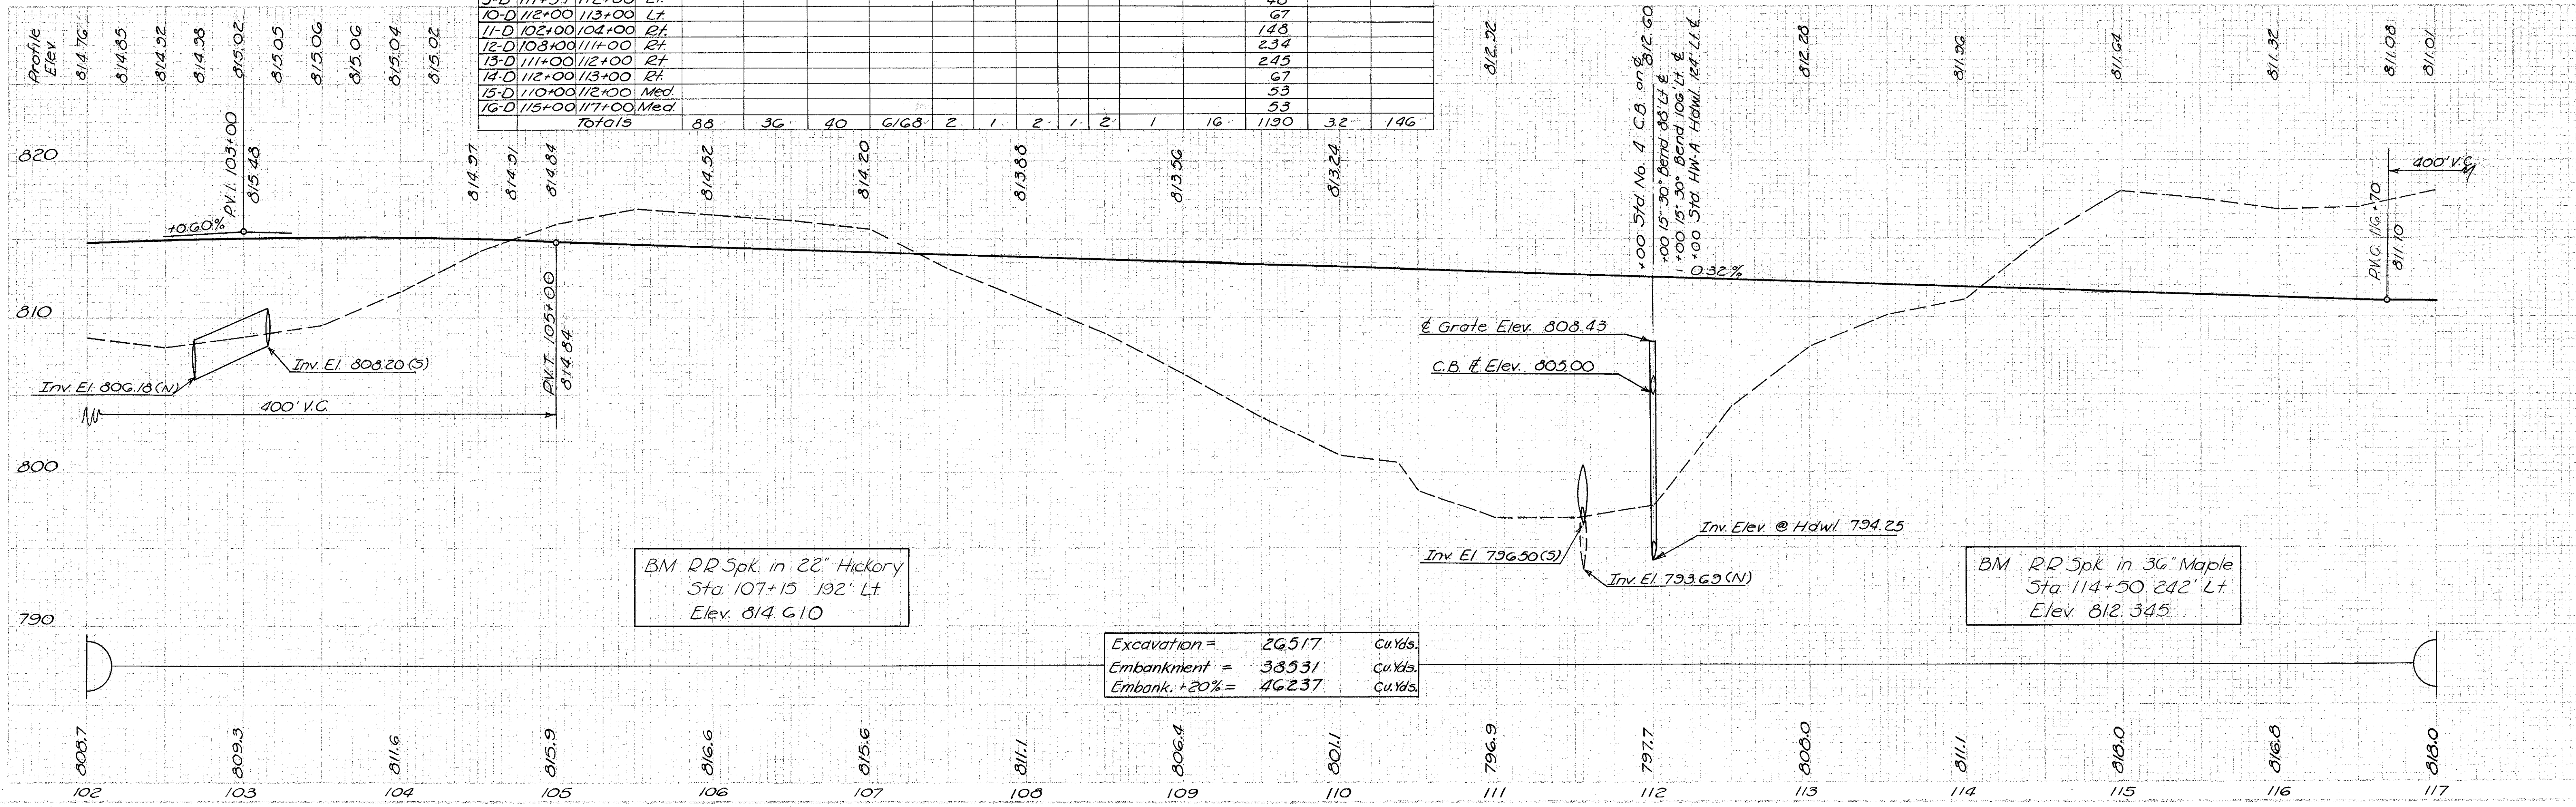 10-D 112+00 113+00 Lt. 67
11-D 102+00 104+00 Rt. 148
12-D 108+00 111+00 Rt. 234
13-D 111+00 112+00 Rt 245
14-D 112+00 113+00 Rt. 67
15-D 110+00 112+00 Med. 53
16-D 115+00 117+00 Med. 53
Totals 88 36 40 6168 2 1 2 1 2 1 16 1190 32 146
Profile
Elev.
814.76
814.85
814.92
814.98
815.02
815.05
815.06
815.06
815.04
815.02
814.97
814.91
814.84
814.52
814.20
813.88
813.56
813.24
812.92
812.60
812.28
811.96
811.64
811.32
811.08
811.01
+00 Std. No. 4 C.B. on ℄
+00 15°30' Bend 88' Lt ℄
+00 15°30' Bend 106' Lt. ℄
+00 Std. HW-A Hdwl. 124' Lt. ℄
820
P.V.I. 103+00
815.48
+0.60%
- 0.32%
P.V.C. 116+70
811.10
400' V.C.
810
P.V.T. 105+00
814.84
Inv. El. 808.20 (S)
Inv. El. 806.18 (N)
400' V.C.
℄ Grate Elev. 808.43
C.B. ℄ Elev. 805.00
800
Inv. El. 796.50 (S)
Inv. El. 793.69 (N)
Inv. Elev @ Hdwl. 794.25
BM RR Spk. in 22" Hickory
Sta. 107+15 192' Lt.
Elev. 814.610
BM RR Spk in 36" Maple
Sta 114+50 242' Lt.
Elev 812.345
790
Excavation = 26517 Cu.Yds.
Embankment = 38531 Cu.Yds.
Embank. +20% = 46237 Cu.Yds.
808.7 809.3 811.6 815.9 816.6 815.6 811.1 806.4 801.1 796.9 797.7 808.0 811.1 818.0 816.8 818.0
102 103 104 105 106 107 108 109 110 111 112 113 114 115 116 117